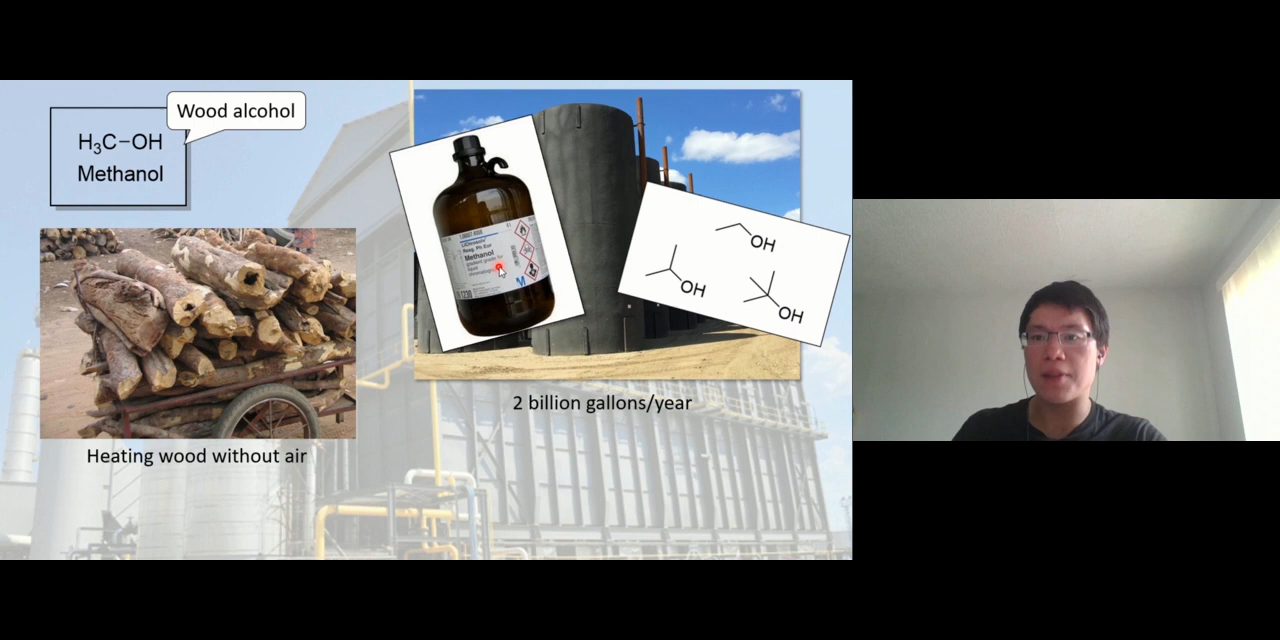 Wood alcohol
H₃C–OH
Methanol
Heating wood without air
Methanol
OH
OH
OH
2 billion gallons/year